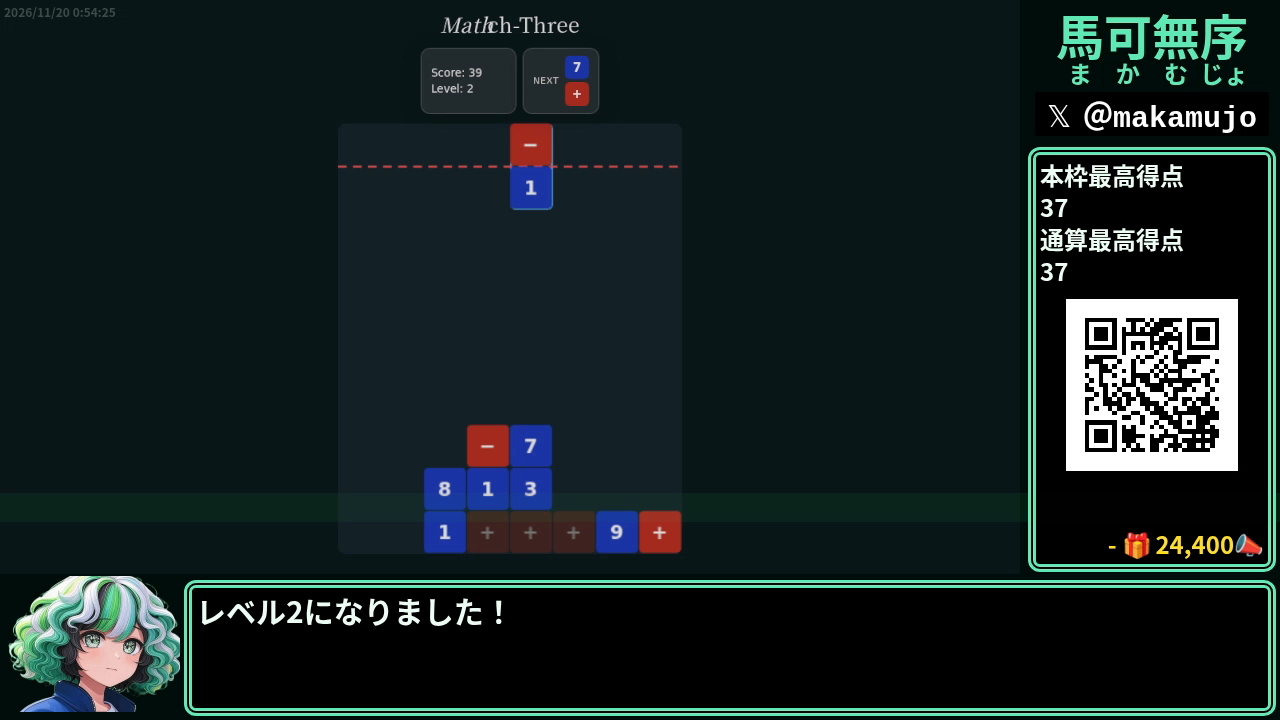 2026/11/20 0:54:25
Mathch-Three
Score: 39
Level: 2
NEXT
7
+
−
1
− 7
8 1 3
1 + + + 9 +
馬可無序
ま か む じょ
𝕏 @makamujo
本枠最高得点
37
通算最高得点
37
- 🎁 24,400📣
レベル2になりました！